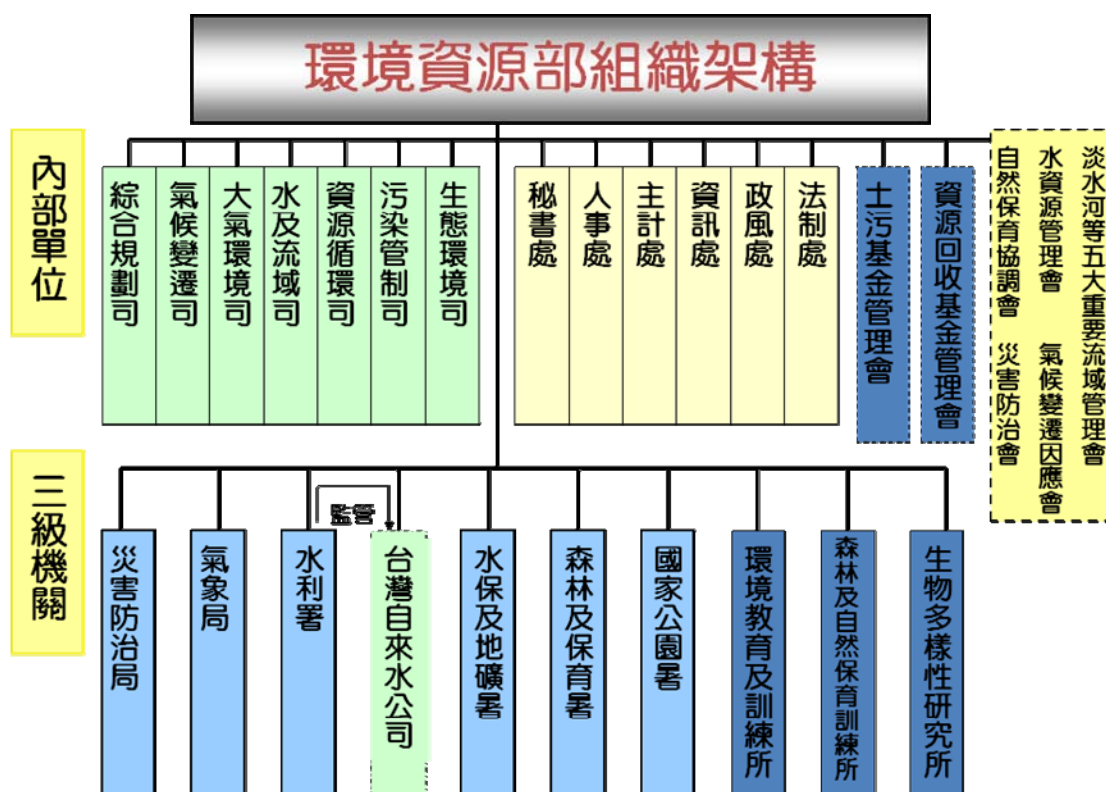 環境資源部組織架構
內部單位
綜合規劃司
氣候變遷司
大氣環境司
水及流域司
資源循環司
污染管制司
生態環境司
秘書處
人事處
主計處
資訊處
政風處
法制處
土污基金管理會
資源回收基金管理會
淡水河等五大重要流域管理會
水資源管理會 氣候變遷因應會
自然保育協調會 災害防治會
三級機關
監管
災害防治局
氣象局
水利署
台灣自來水公司
水保及地礦署
森林及保育署
國家公園署
環境教育及訓練所
森林及自然保育訓練所
生物多樣性研究所